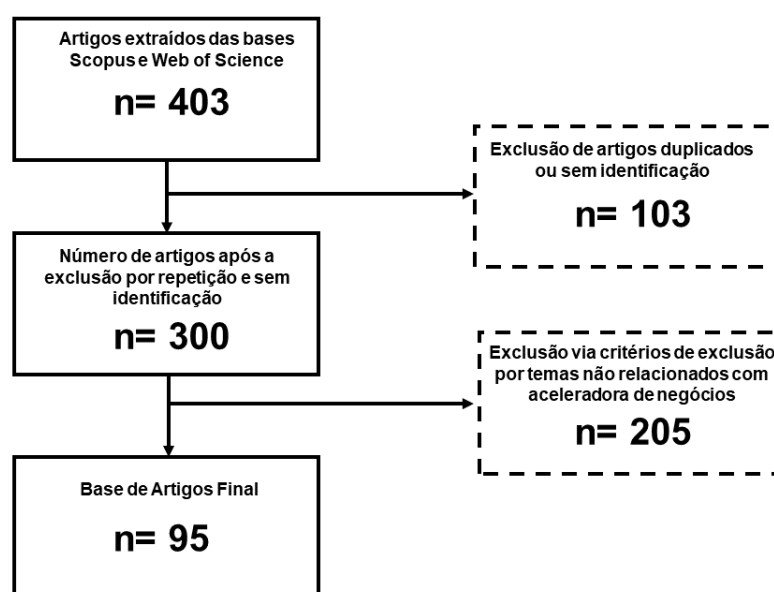 Artigos extraídos das bases
Scopus e Web of Science
n= 403
Exclusão de artigos duplicados
ou sem identificação
n= 103
Número de artigos após a
exclusão por repetição e sem
identificação
n= 300
Exclusão via critérios de exclusão
por temas não relacionados com
aceleradora de negócios
n= 205
Base de Artigos Final
n= 95